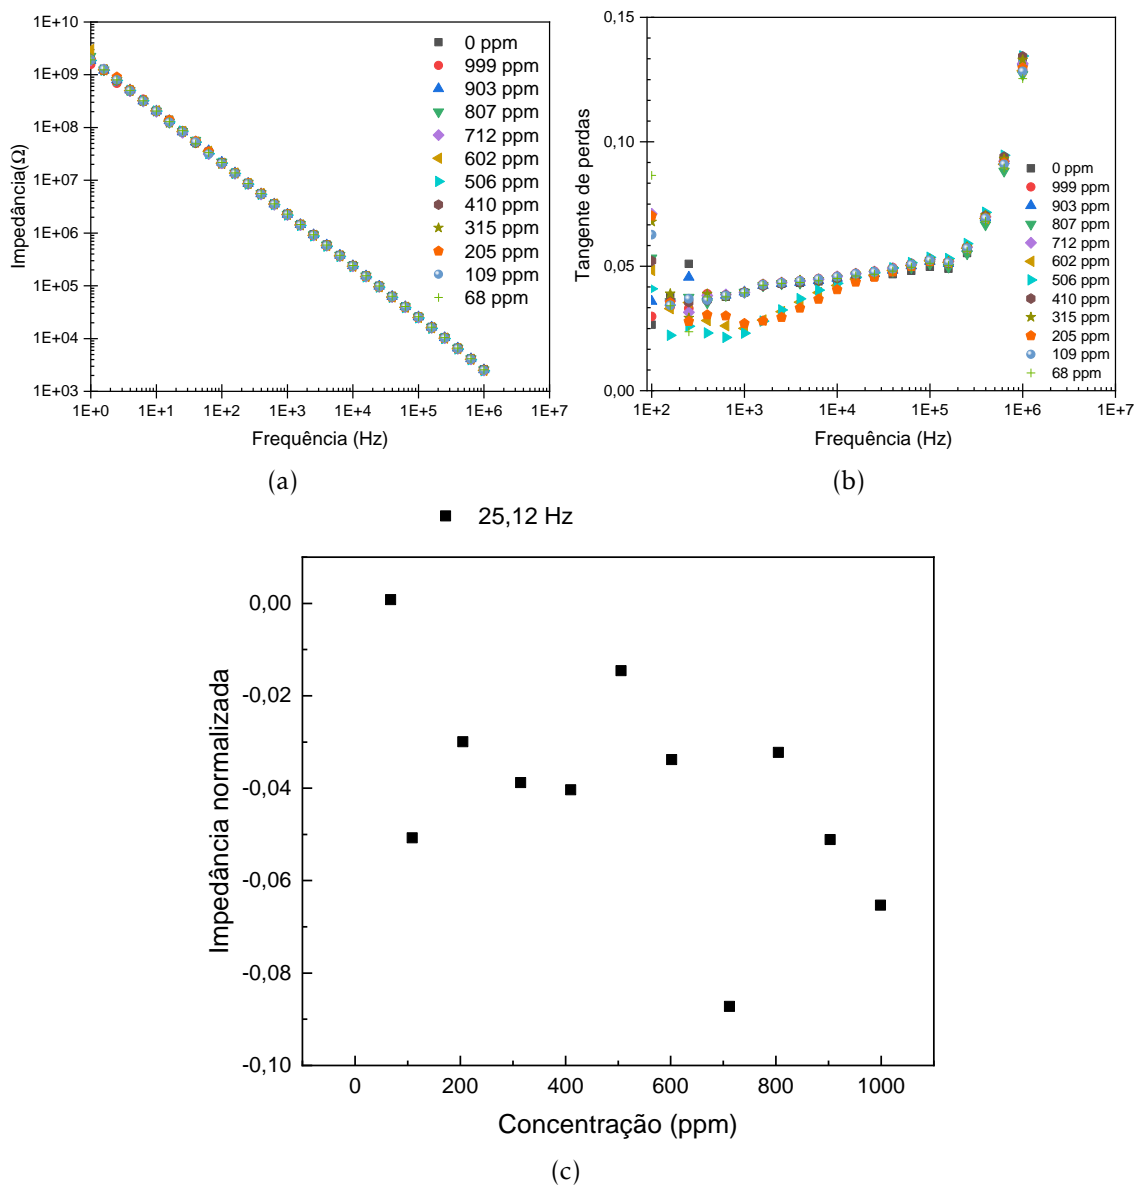 1E+10
1E+09
1E+08
1E+07
1E+06
1E+05
1E+04
1E+03
Impedância(Ω)
1E+0 1E+1 1E+2 1E+3 1E+4 1E+5 1E+6 1E+7
Frequência (Hz)
0 ppm
999 ppm
903 ppm
807 ppm
712 ppm
602 ppm
506 ppm
410 ppm
315 ppm
205 ppm
109 ppm
68 ppm
(a)
0,15
0,10
0,05
0,00
Tangente de perdas
1E+2 1E+3 1E+4 1E+5 1E+6 1E+7
Frequência (Hz)
0 ppm
999 ppm
903 ppm
807 ppm
712 ppm
602 ppm
506 ppm
410 ppm
315 ppm
205 ppm
109 ppm
68 ppm
(b)
25,12 Hz
0,00
-0,02
-0,04
-0,06
-0,08
-0,10
Impedância normalizada
0 200 400 600 800 1000
Concentração (ppm)
(c)